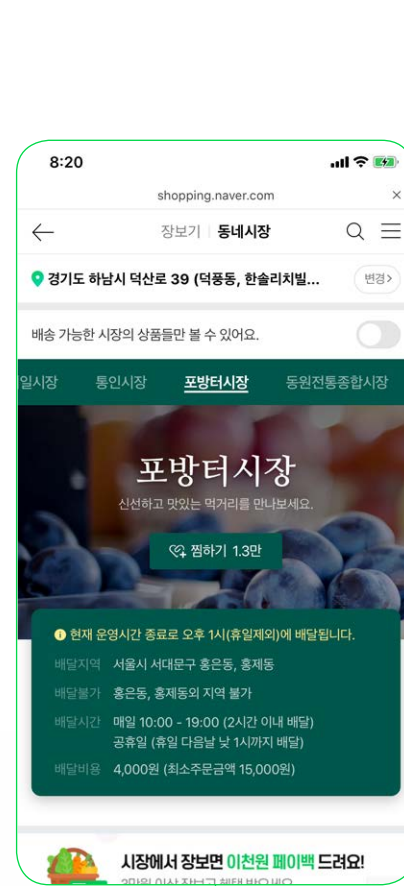 8:20
shopping.naver.com
장보기 동네시장
경기도 하남시 덕산로 39 (덕풍동, 한솔리치빌...
변경
배송 가능한 시장의 상품들만 볼 수 있어요.
일시장 통인시장 포방터시장 동원전통종합시장
포방터시장
신선하고 맛있는 먹거리를 만나보세요.
찜하기 1.3만
현재 운영시간 종료로 오후 1시(휴일제외)에 배달됩니다.
배달지역 서울시 서대문구 홍은동, 홍제동
배달불가 홍은동, 홍제동외 지역 불가
배달시간 매일 10:00 - 19:00 (2시간 이내 배달)
공휴일 (휴일 다음날 낮 1시까지 배달)
배달비용 4,000원 (최소주문금액 15,000원)
시장에서 장보면 이천원 페이백 드려요!